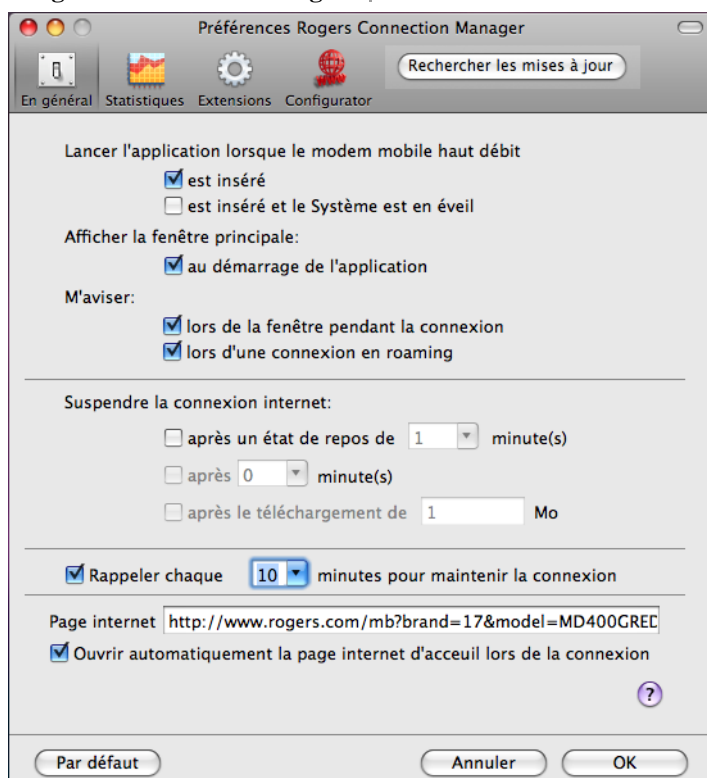 Préférences Rogers Connection Manager
Rechercher les mises à jour
En général Statistiques Extensions Configurator
Lancer l'application lorsque le modem mobile haut débit
est inséré
est inséré et le Système est en éveil
Afficher la fenêtre principale:
au démarrage de l'application
M'aviser:
lors de la fenêtre pendant la connexion
lors d'une connexion en roaming
Suspendre la connexion internet:
après un état de repos de 1 minute(s)
après 0 minute(s)
après le téléchargement de 1 Mo
Rappeler chaque 10 minutes pour maintenir la connexion
Page internet http://www.rogers.com/mb?brand=17&model=MD400GRED
Ouvrir automatiquement la page internet d'acceuil lors de la connexion
?
Par défaut Annuler OK